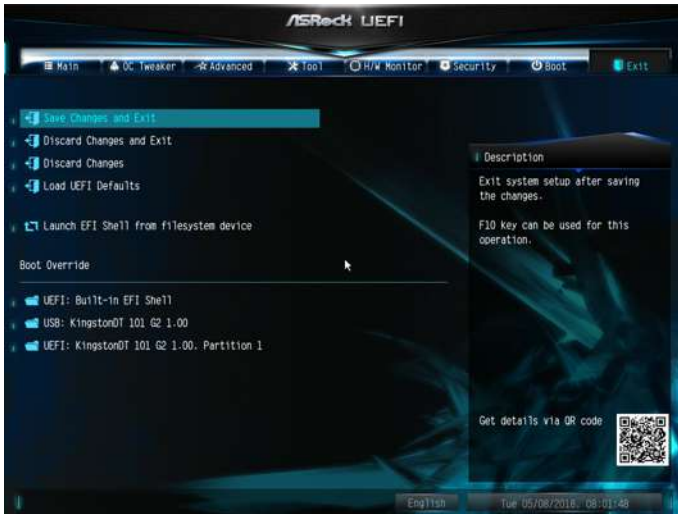 ASRock UEFI
Main OC Tweaker Advanced Tool H/W Monitor Security Boot Exit
Save Changes and Exit
Discard Changes and Exit
Discard Changes
Load UEFI Defaults
Launch EFI Shell from filesystem device
Boot Override
UEFI: Built-in EFI Shell
USB: KingstonDT 101 G2 1.00
UEFI: KingstonDT 101 G2 1.00. Partition 1
Description
Exit system setup after saving
the changes.
F10 key can be used for this
operation.
Get details via QR code
English
Tue 05/08/2018, 08:01:48